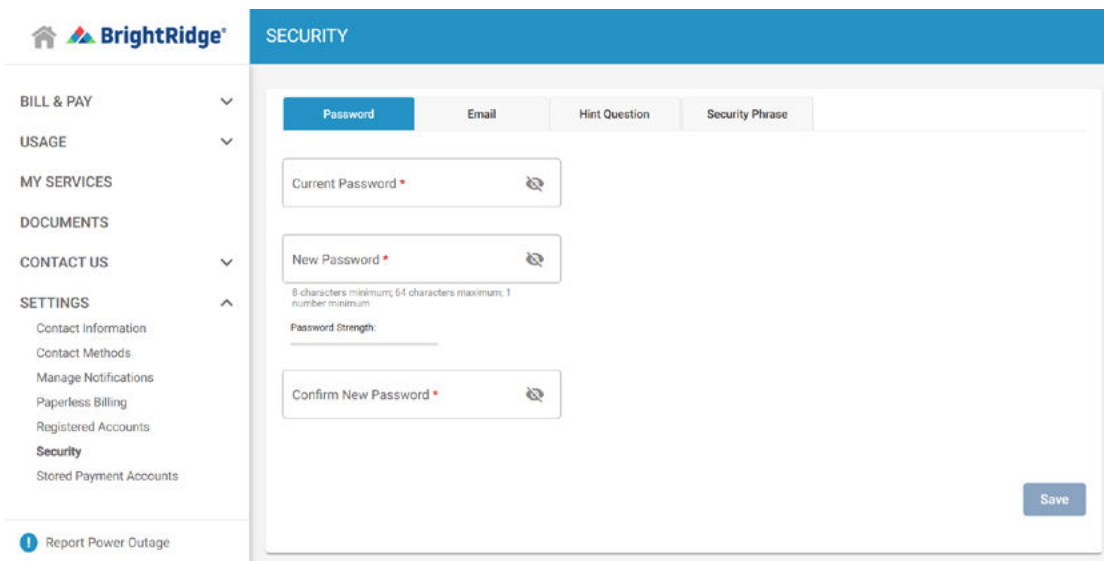 BrightRidge®
SECURITY
BILL & PAY
USAGE
MY SERVICES
DOCUMENTS
CONTACT US
SETTINGS
Contact Information
Contact Methods
Manage Notifications
Paperless Billing
Registered Accounts
Security
Stored Payment Accounts
! Report Power Outage
Password Email Hint Question Security Phrase
Current Password *
New Password *
8 characters minimum; 64 characters maximum; 1
number minimum
Password Strength:
Confirm New Password *
Save